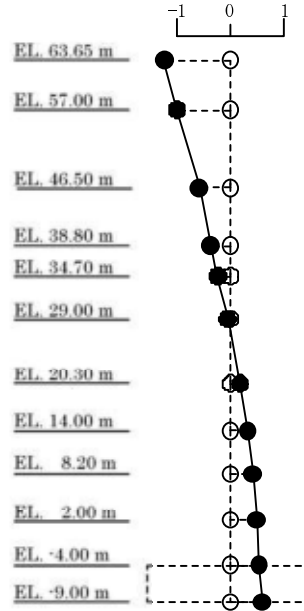 -1 0 1
EL. 63.65 m
EL. 57.00 m
EL. 46.50 m
EL. 38.80 m
EL. 34.70 m
EL. 29.00 m
EL. 20.30 m
EL. 14.00 m
EL. 8.20 m
EL. 2.00 m
EL. -4.00 m
EL. -9.00 m